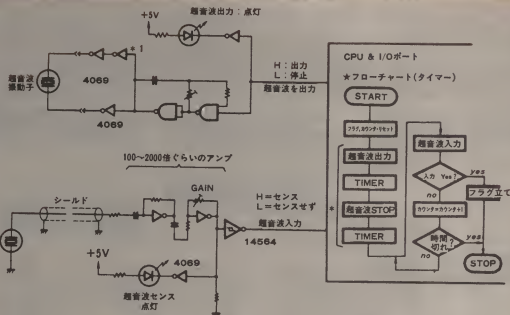 超音波出力：点灯
+5V
超音波
振動子
*1
4069
4069
H：出力
L：停止
超音波を出力
CPU & I/Oポート
★フローチャート(タイマー)
START
フラグ,カウンタ・リセット
超音波出力
TIMER
*
超音波STOP
TIMER
超音波入力
入力 Yes?
yes
no
フラグ立て
カウンタ=カウンタ+1
時間
切れ?
yes
no
STOP
100〜2000倍ぐらいのアンプ
GAIN
シールド
H=センス
L=センスせず
超音波入力
14564
+5V
4069
超音波センス
点灯